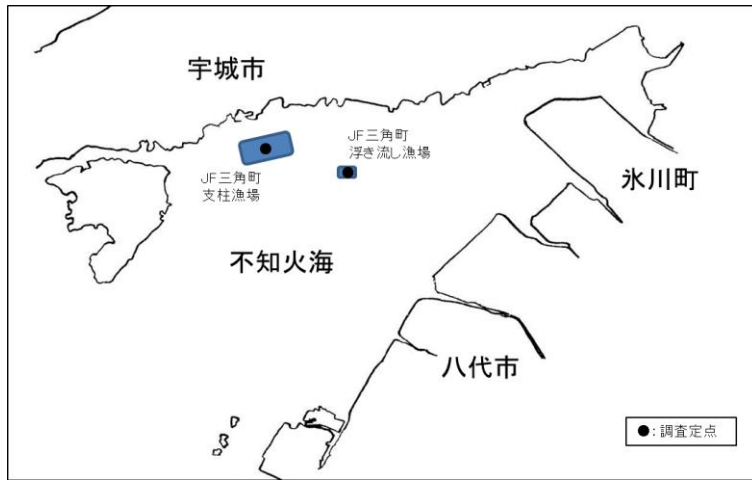 宇城市
JF三角町
浮き流し漁場
JF三角町
支柱漁場
氷川町
不知火海
八代市
●:調査定点